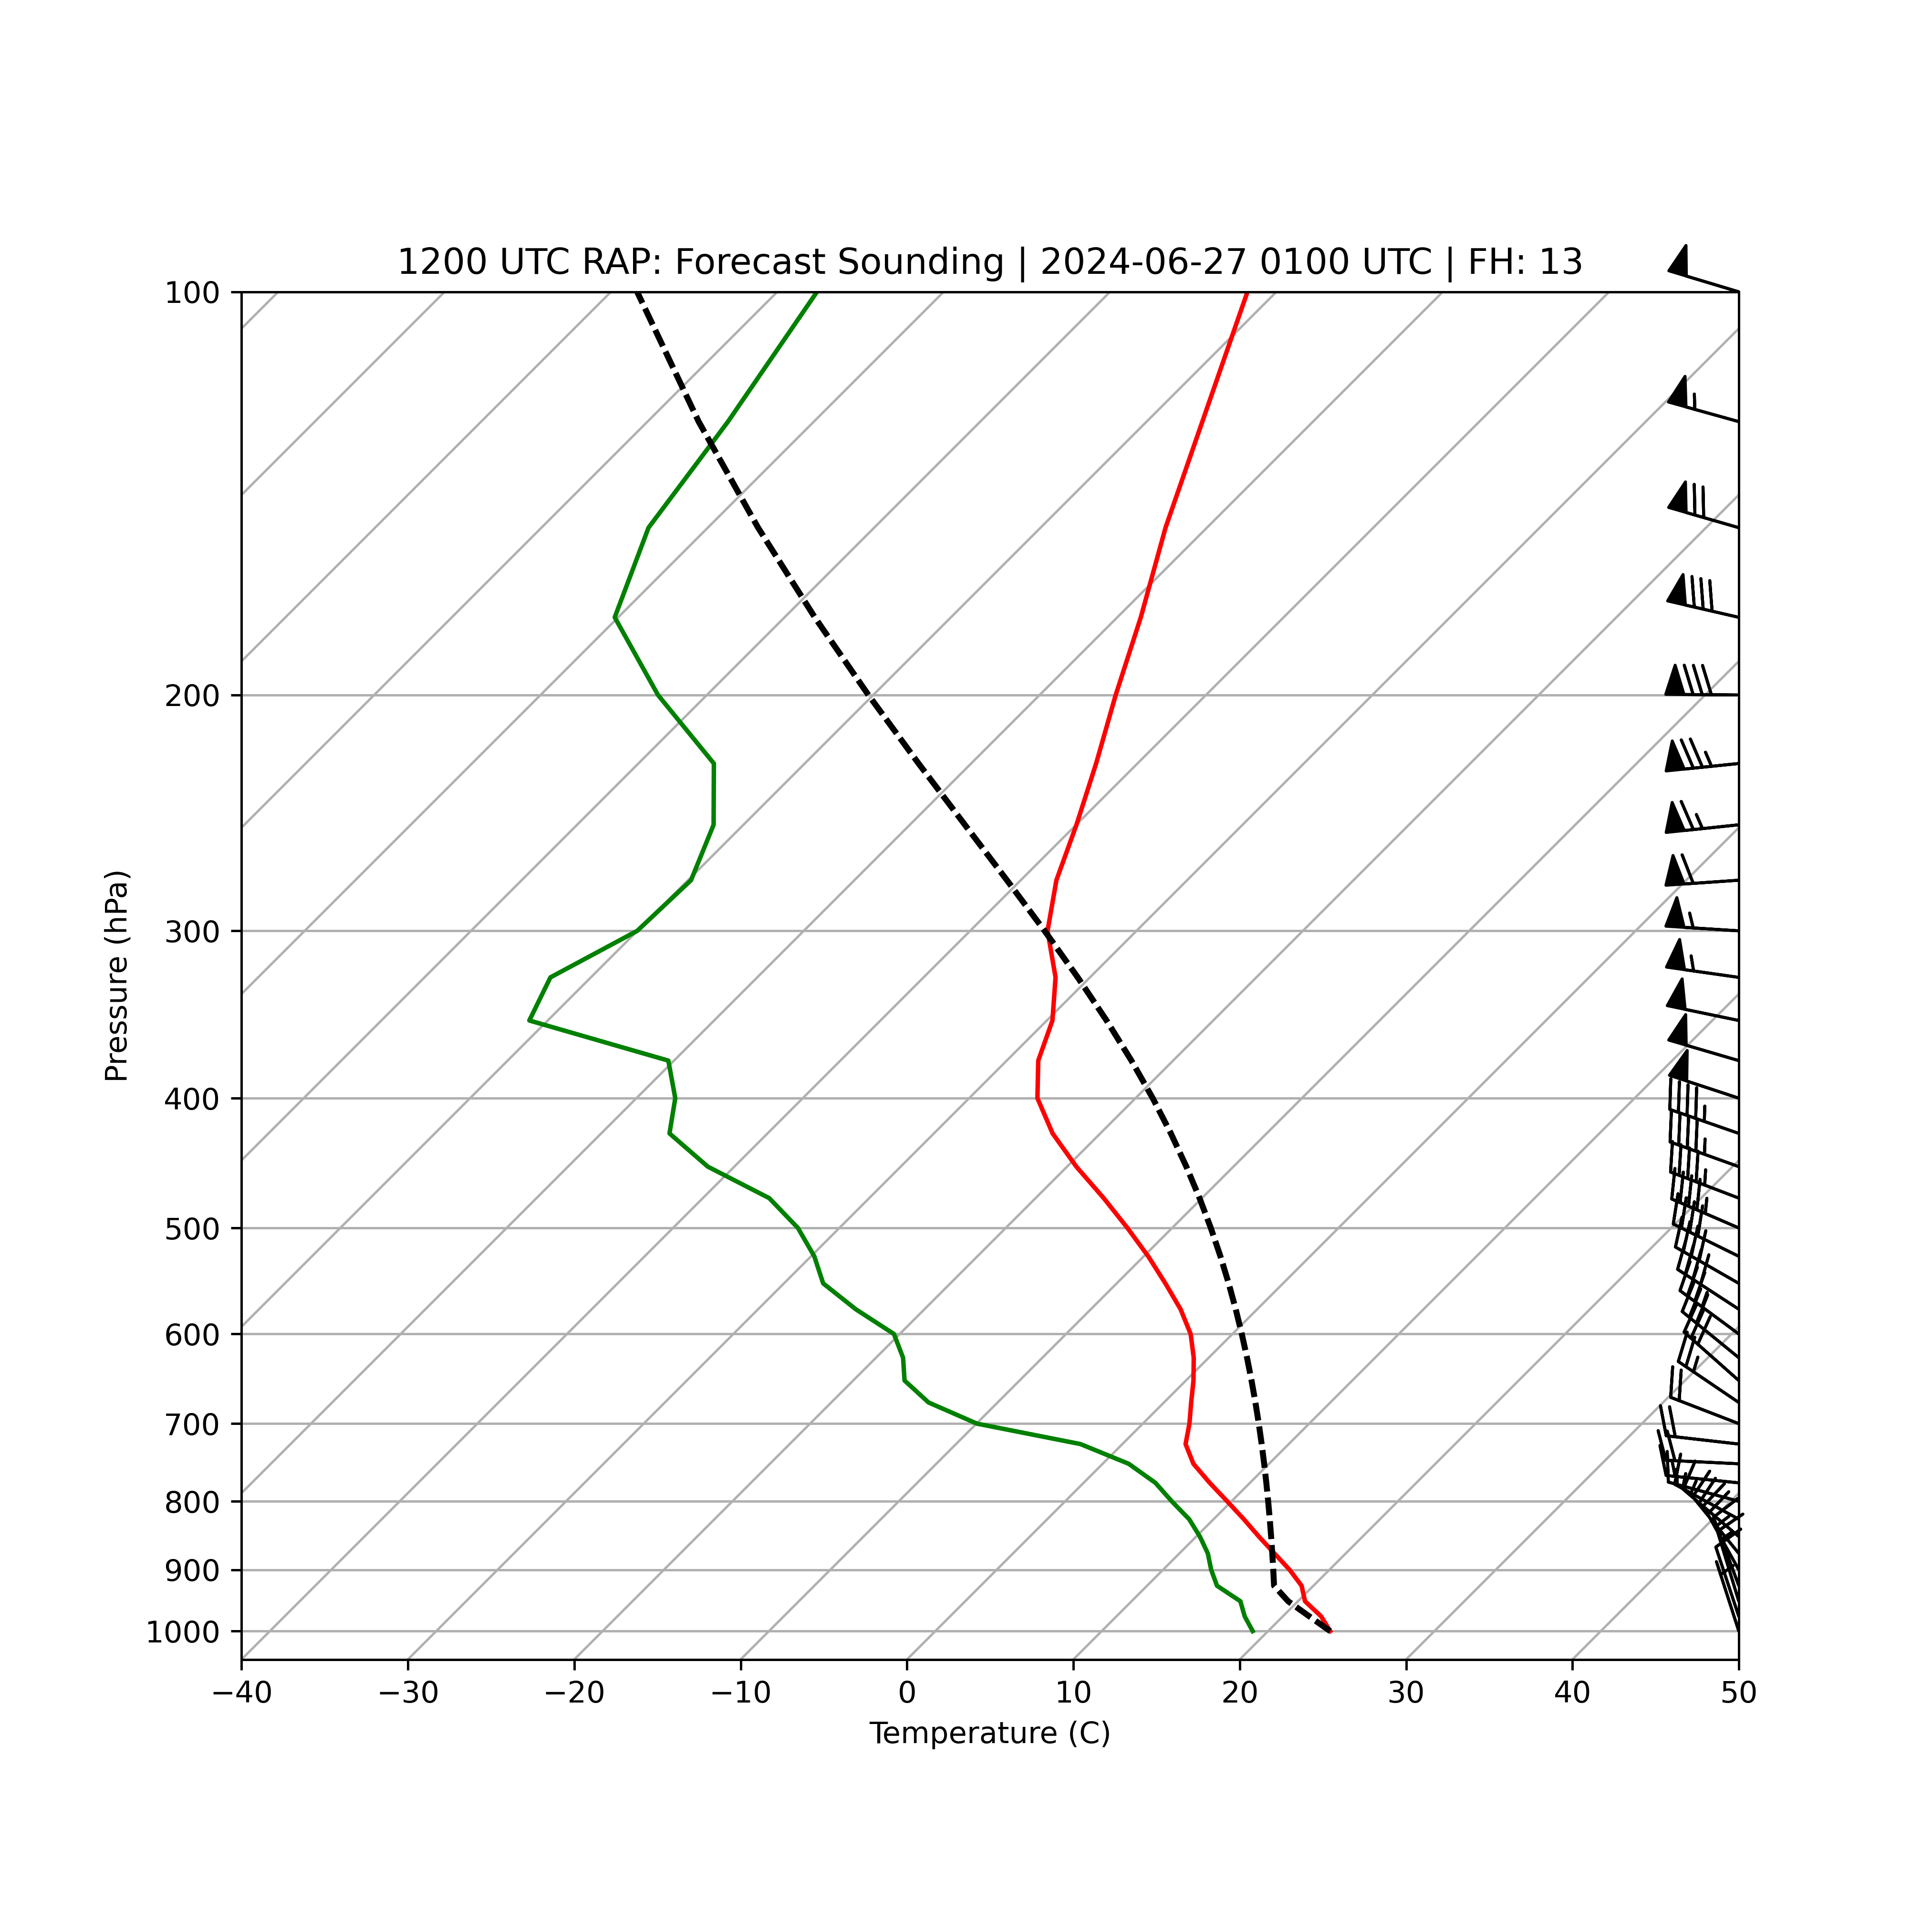 1200 UTC RAP: Forecast Sounding | 2024-06-27 0100 UTC | FH: 13
100
200
300
400
500
600
700
800
900
1000
Pressure (hPa)
−40 −30 −20 −10 0 10 20 30 40 50
Temperature (C)